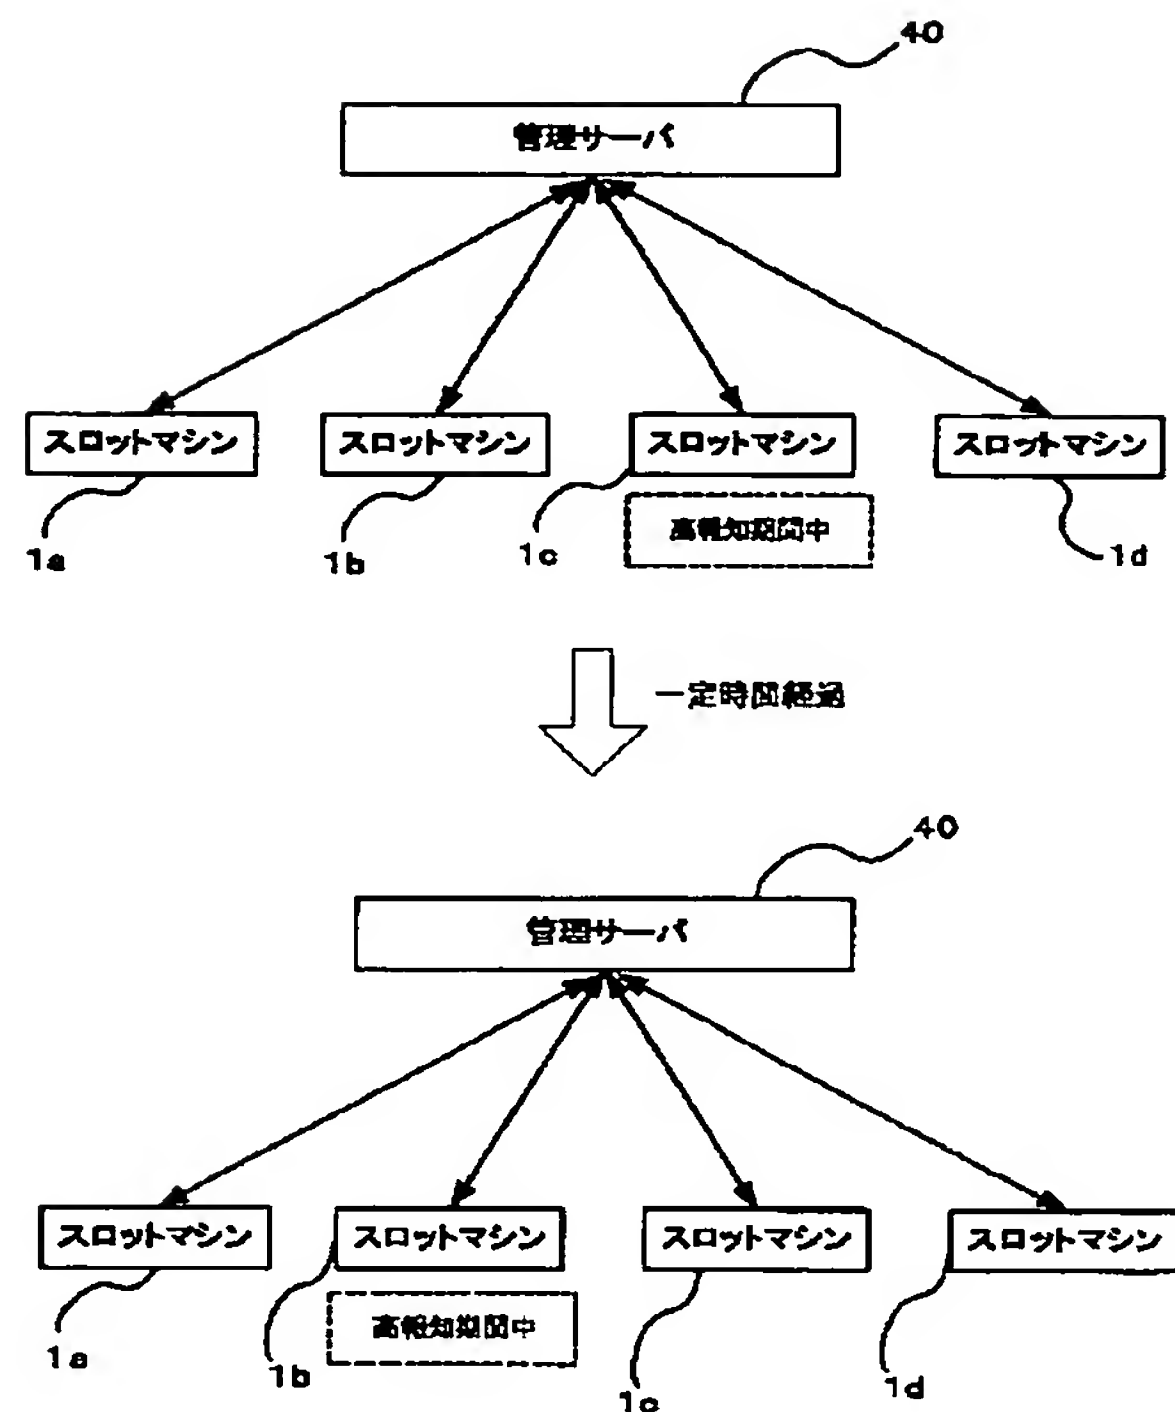 40
管理サーバ
スロットマシン
スロットマシン
スロットマシン
スロットマシン
1a
1b
1c
高報知期間中
1d
一定時間経過
40
管理サーバ
スロットマシン
スロットマシン
スロットマシン
スロットマシン
1a
1b
高報知期間中
1c
1d